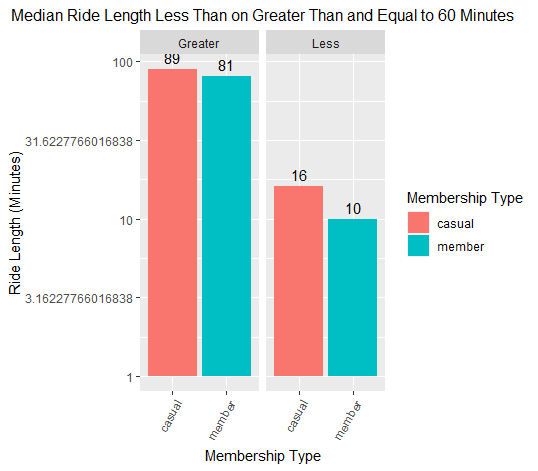 Median Ride Length Less Than on Greater Than and Equal to 60 Minutes
Greater
Less
89
81
16
10
100
31.6227766016838
10
3.16227766016838
1
Ride Length (Minutes)
casual
member
casual
member
Membership Type
Membership Type
casual
member